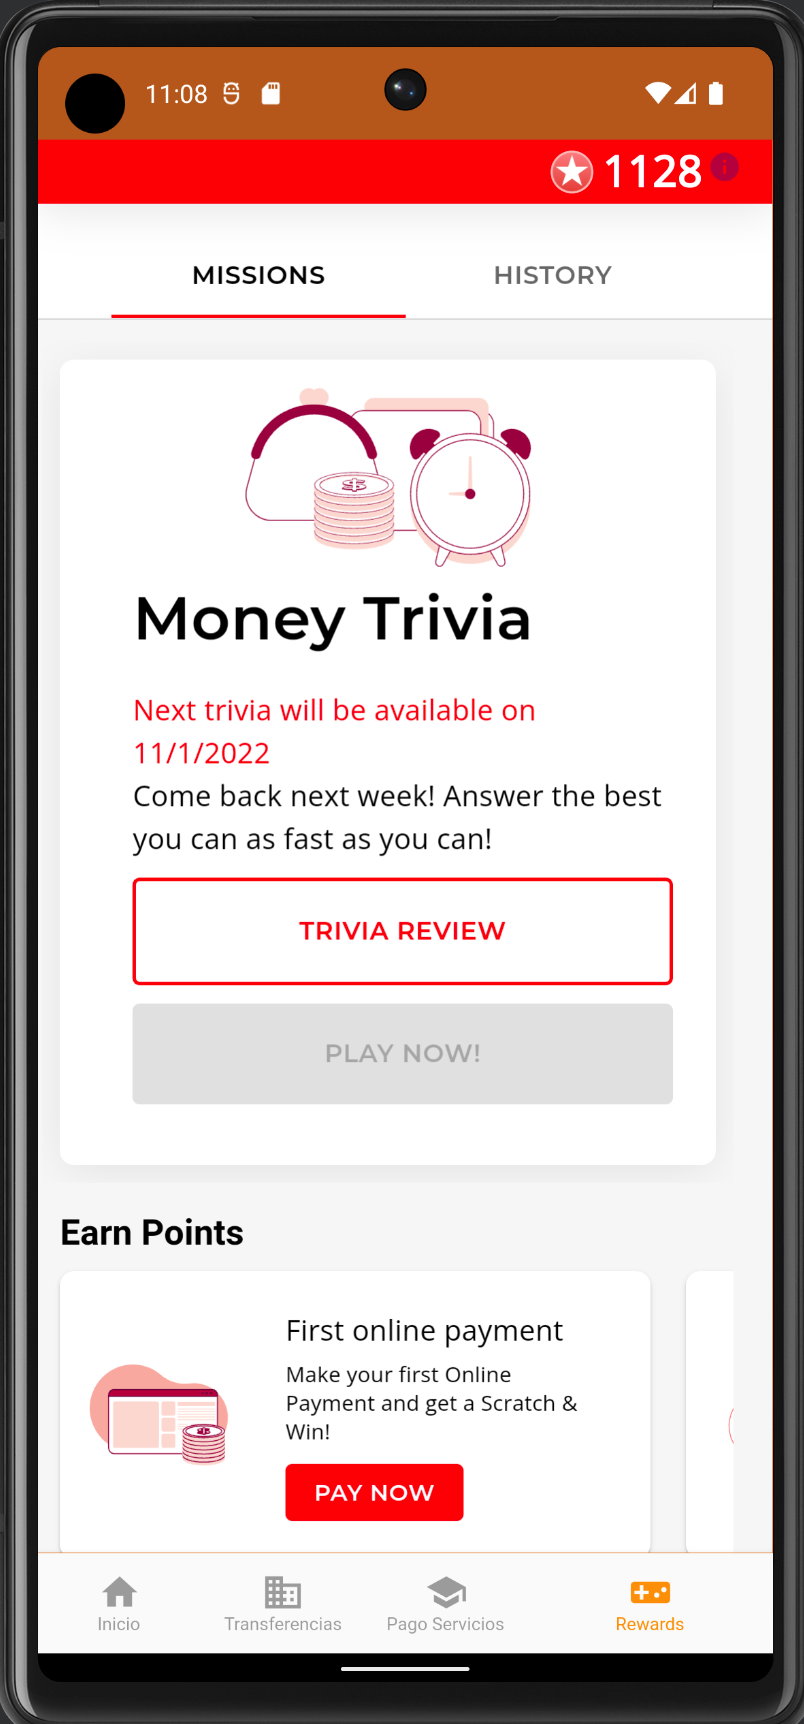 11:08
1128 i
MISSIONS HISTORY
Money Trivia
Next trivia will be available on
11/1/2022
Come back next week! Answer the best
you can as fast as you can!
TRIVIA REVIEW
PLAY NOW!
Earn Points
First online payment
Make your first Online
Payment and get a Scratch &
Win!
PAY NOW
Inicio Transferencias Pago Servicios Rewards